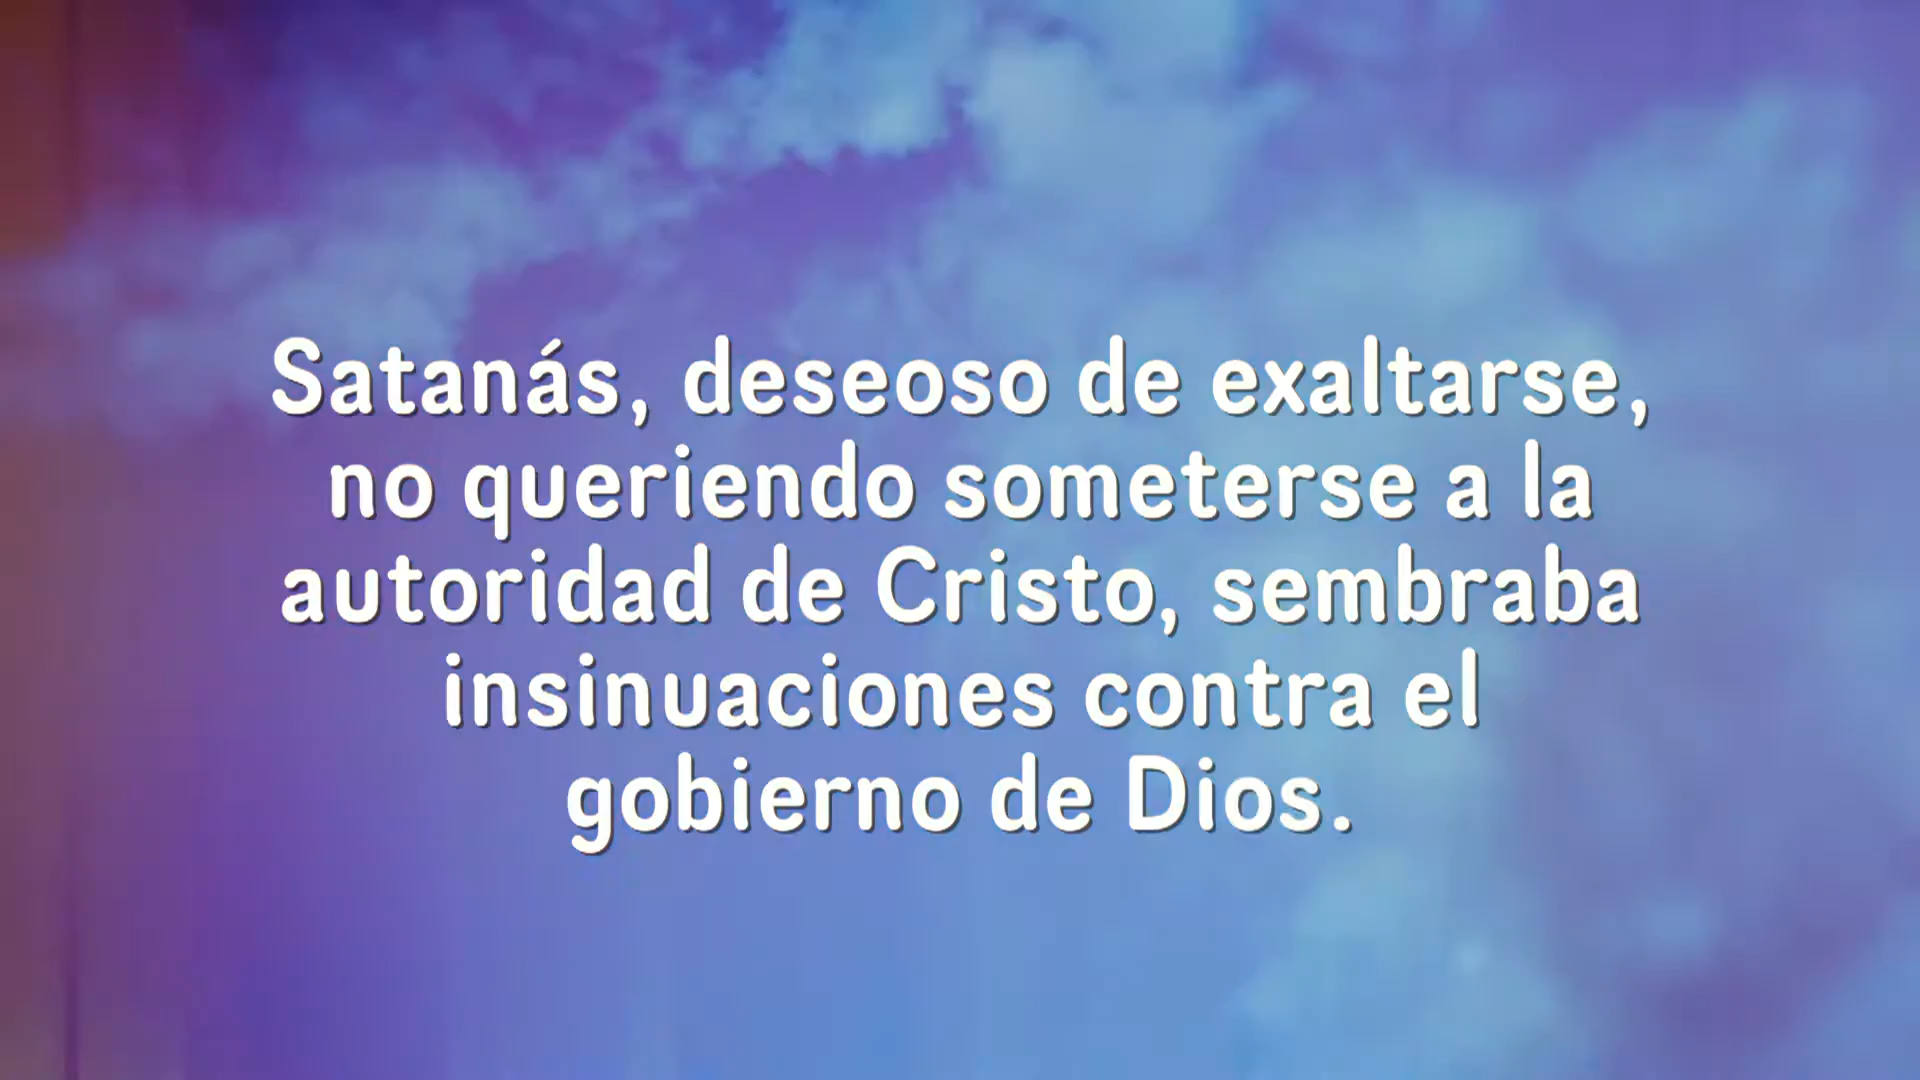 Satanás, deseoso de exaltarse,
no queriendo someterse a la
autoridad de Cristo, sembraba
insinuaciones contra el
gobierno de Dios.